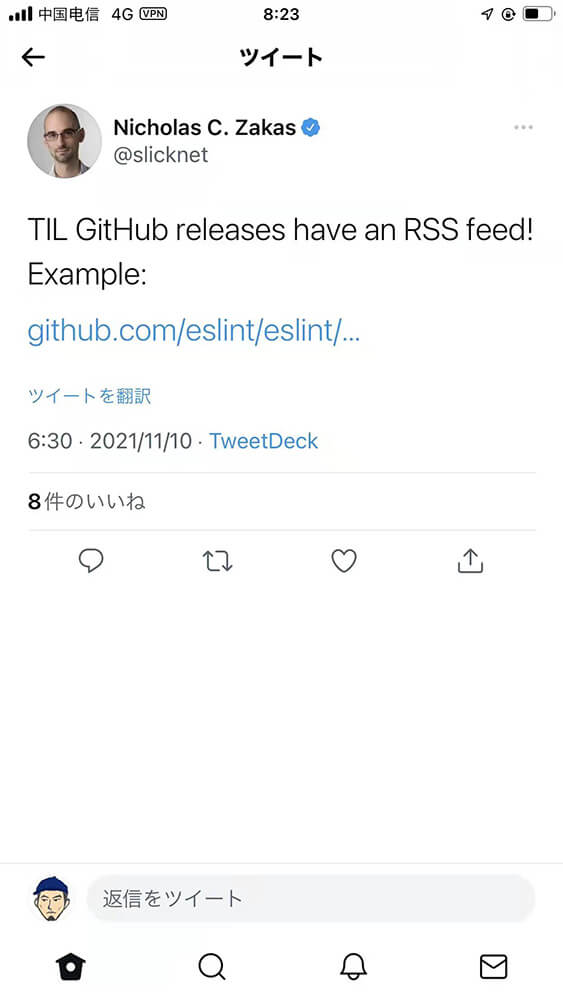 中国电信 4G VPN 8:23
ツイート
Nicholas C. Zakas
@slicknet
TIL GitHub releases have an RSS feed!
Example:
github.com/eslint/eslint/...
ツイートを翻訳
6:30 · 2021/11/10 · TweetDeck
8件のいいね
返信をツイート